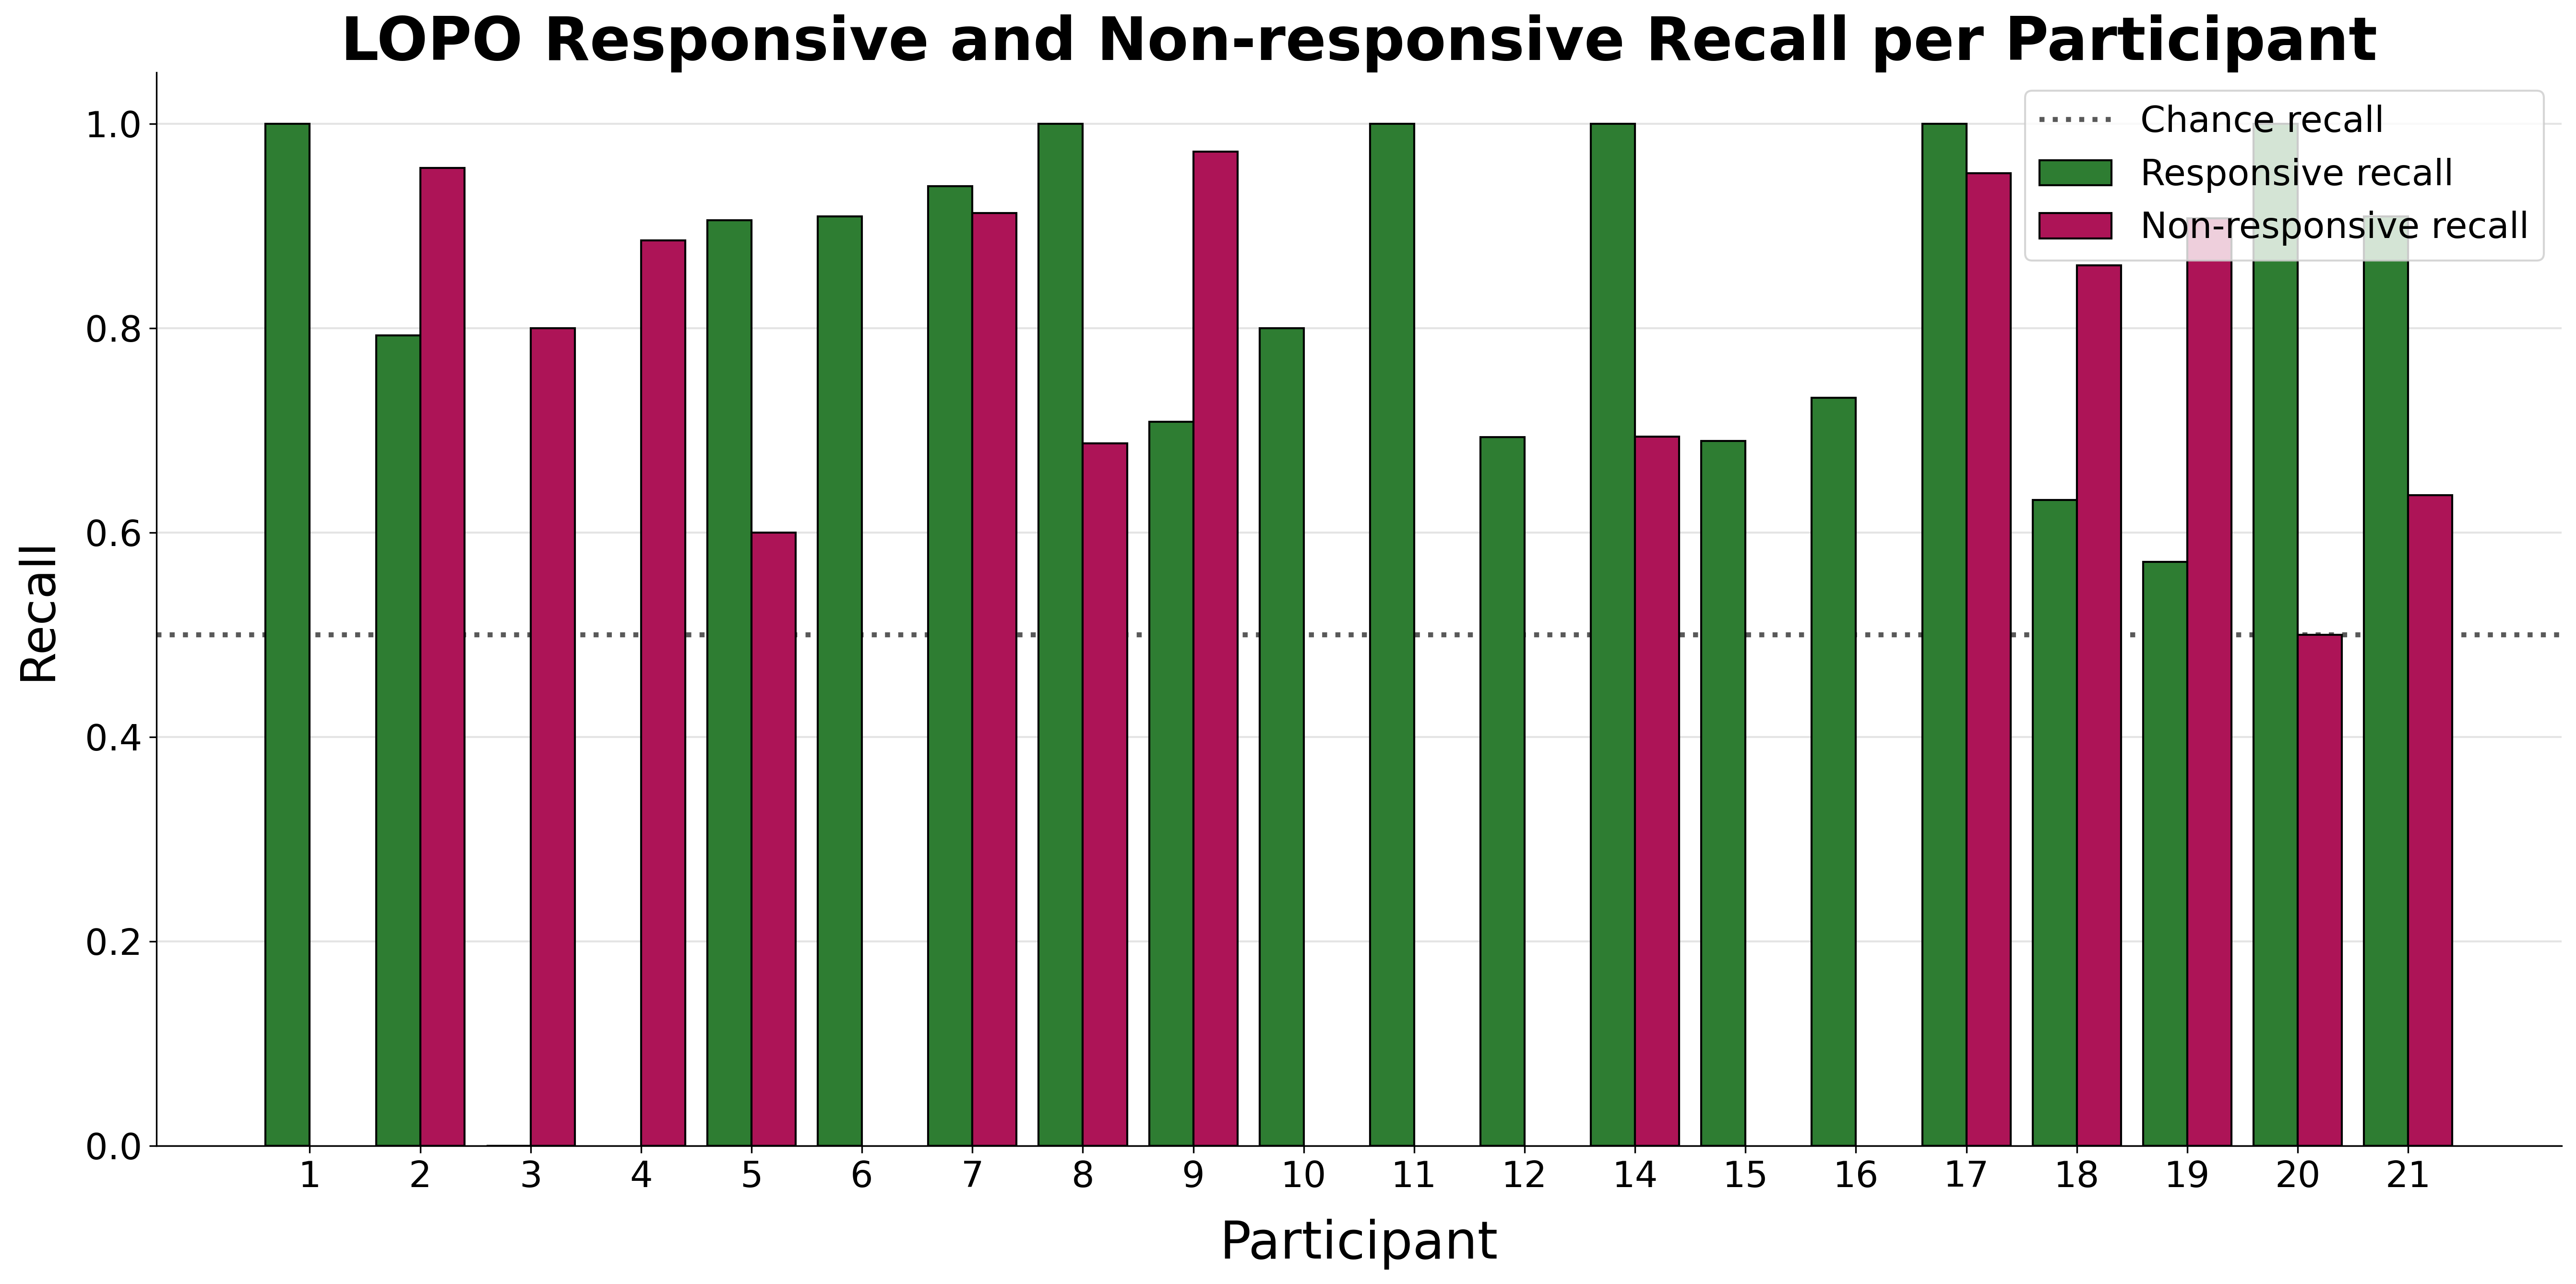 LOPO Responsive and Non-responsive Recall per Participant
Chance recall
Responsive recall
Non-responsive recall
1.0
0.8
0.6
0.4
0.2
0.0
Recall
1 2 3 4 5 6 7 8 9 10 11 12 14 15 16 17 18 19 20 21
Participant